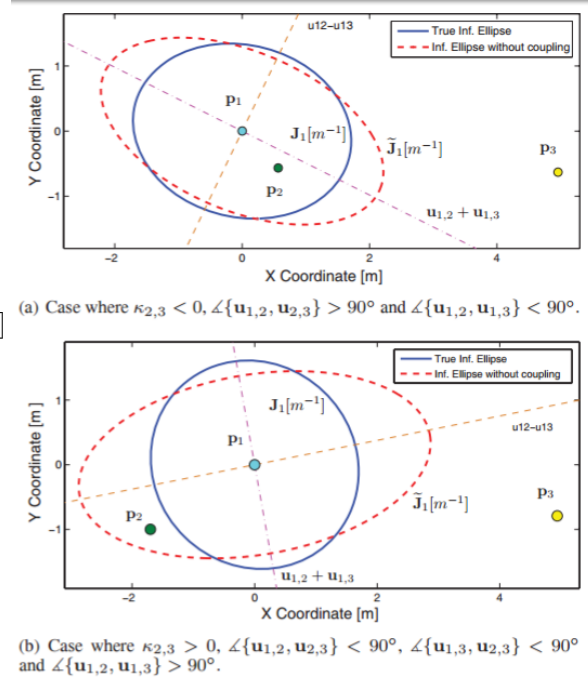 u12-u13
True Inf. Ellipse
Inf. Ellipse without coupling
Y Coordinate [m]
1
0
−1
p₁
J₁[m⁻¹]
J̃₁[m⁻¹]
p₃
p₂
u₁,₂ + u₁,₃
−2
0
2
4
X Coordinate [m]
(a) Case where κ₂,₃ < 0, ∡{u₁,₂, u₂,₃} > 90° and ∡{u₁,₂, u₁,₃} < 90°.
True Inf. Ellipse
Inf. Ellipse without coupling
Y Coordinate [m]
1
0
−1
J₁[m⁻¹]
u12-u13
p₁
J̃₁[m⁻¹]
p₃
p₂
u₁,₂ + u₁,₃
−2
0
2
4
X Coordinate [m]
(b) Case where κ₂,₃ > 0, ∡{u₁,₂, u₂,₃} < 90°, ∡{u₁,₃, u₂,₃} < 90°
and ∡{u₁,₂, u₁,₃} > 90°.